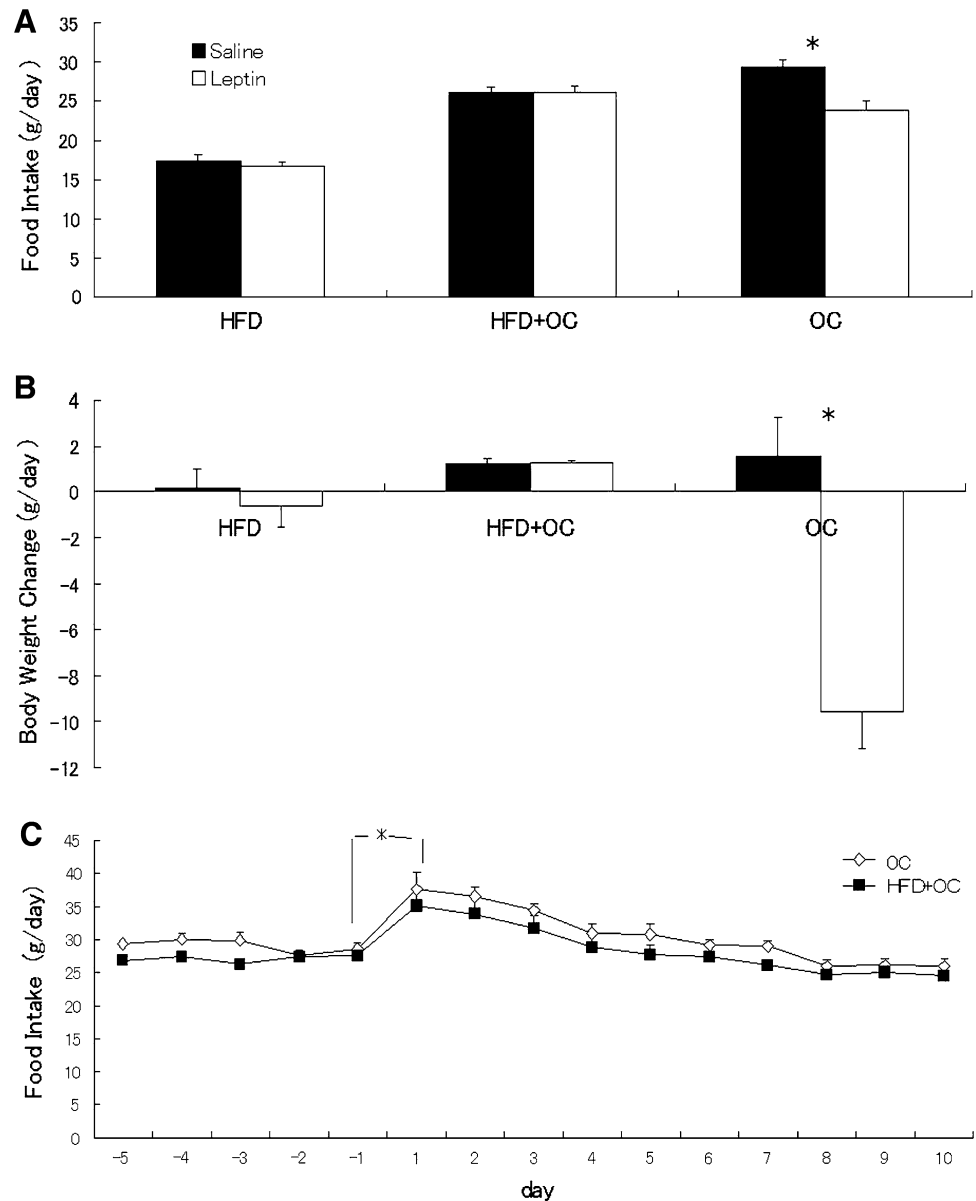 A
Food Intake (g/day)
35
30
25
20
15
10
5
0
Saline
Leptin
*
HFD
HFD+OC
OC
B
Body Weight Change (g/day)
4
2
0
-2
-4
-6
-8
-10
-12
*
HFD
HFD+OC
OC
C
Food Intake (g/day)
45
40
35
30
25
20
15
10
5
0
*
OC
HFD+OC
-5 -4 -3 -2 -1 1 2 3 4 5 6 7 8 9 10
day